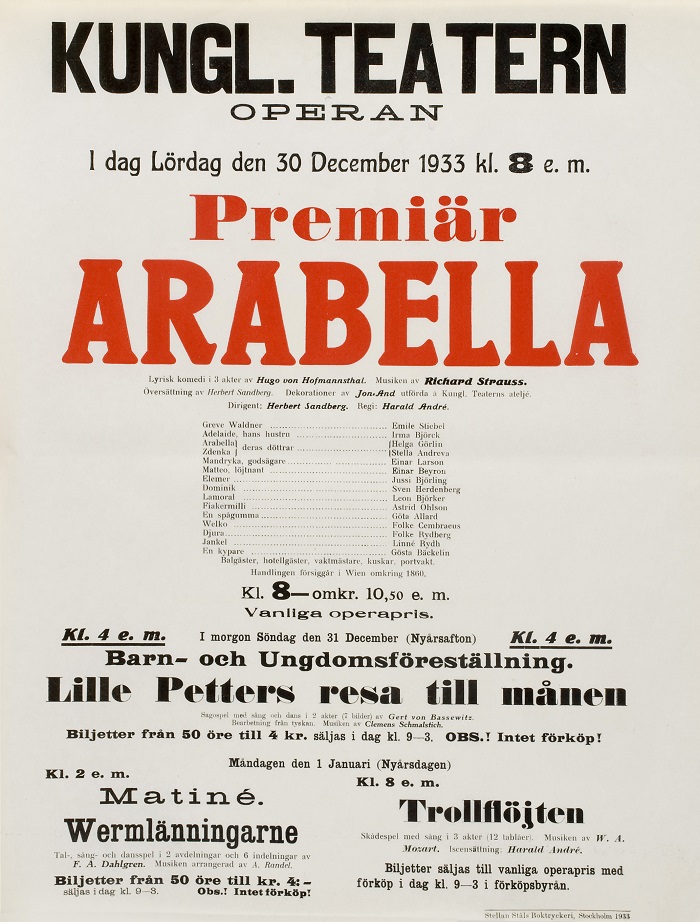 KUNGL. TEATERN
OPERAN
I dag Lördag den 30 December 1933 kl. 8 e. m.
Premiär
ARABELLA
Lyrisk komedi i 3 akter av Hugo von Hofmannsthal. Musiken av Richard Strauss.
Översättning av Herbert Sandberg. Dekorationer av Jon-And utförda å Kungl. Teaterns ateljé.
Dirigent: Herbert Sandberg. Regi: Harald André.
Greve Waldner Emile Stiebel
Adelaide, hans hustru Irma Björck
Arabella } deras döttrar { Helga Görlin
Zdenka } { Stella Andreva
Mandryka, godsägare Einar Larson
Matteo, löjtnant Einar Beyron
Elemer Jussi Björling
Dominik Sven Herdenberg
Lamoral Leon Björker
Fiakermilli Astrid Ohlson
En spågumma Göta Allard
Welko Folke Cembraeus
Djura Folke Rydberg
Jankel Linné Rydh
En kypare Gösta Bäckelin
Balgäster, hotellgäster, vaktmästare, kuskar, portvakt.
Handlingen försiggår i Wien omkring 1860.
Kl. 8—omkr. 10,50 e. m.
Vanliga operapris.
Kl. 4 e. m. I morgon Söndag den 31 December (Nyårsafton) Kl. 4 e. m.
Barn- och Ungdomsföreställning.
Lille Petters resa till månen
Sagospel med sång och dans i 2 akter (7 bilder) av Gert von Bassewitz.
Bearbetning från tyskan. Musiken av Clemens Schmalstich.
Biljetter från 50 öre till 4 kr. säljas i dag kl. 9—3. OBS.! Intet förköp!
Måndagen den 1 Januari (Nyårsdagen)
Kl. 2 e. m.
Matiné.
Wermlänningarne
Tal-, sång- och dansspel i 2 avdelningar och 6 indelningar av
F. A. Dahlgren. Musiken arrangerad av A. Randel.
Biljetter från 50 öre till kr. 4:-
säljas i dag kl. 9—3. Obs.! Intet förköp!
Kl. 8 e. m.
Trollflöjten
Skådespel med sång i 3 akter (12 tablåer). Musiken av W. A.
Mozart. Iscensättning: Harald André.
Biljetter säljas till vanliga operapris med
förköp i dag kl. 9—3 i förköpsbyrån.
Stellan Ståls Boktryckeri, Stockholm 1933